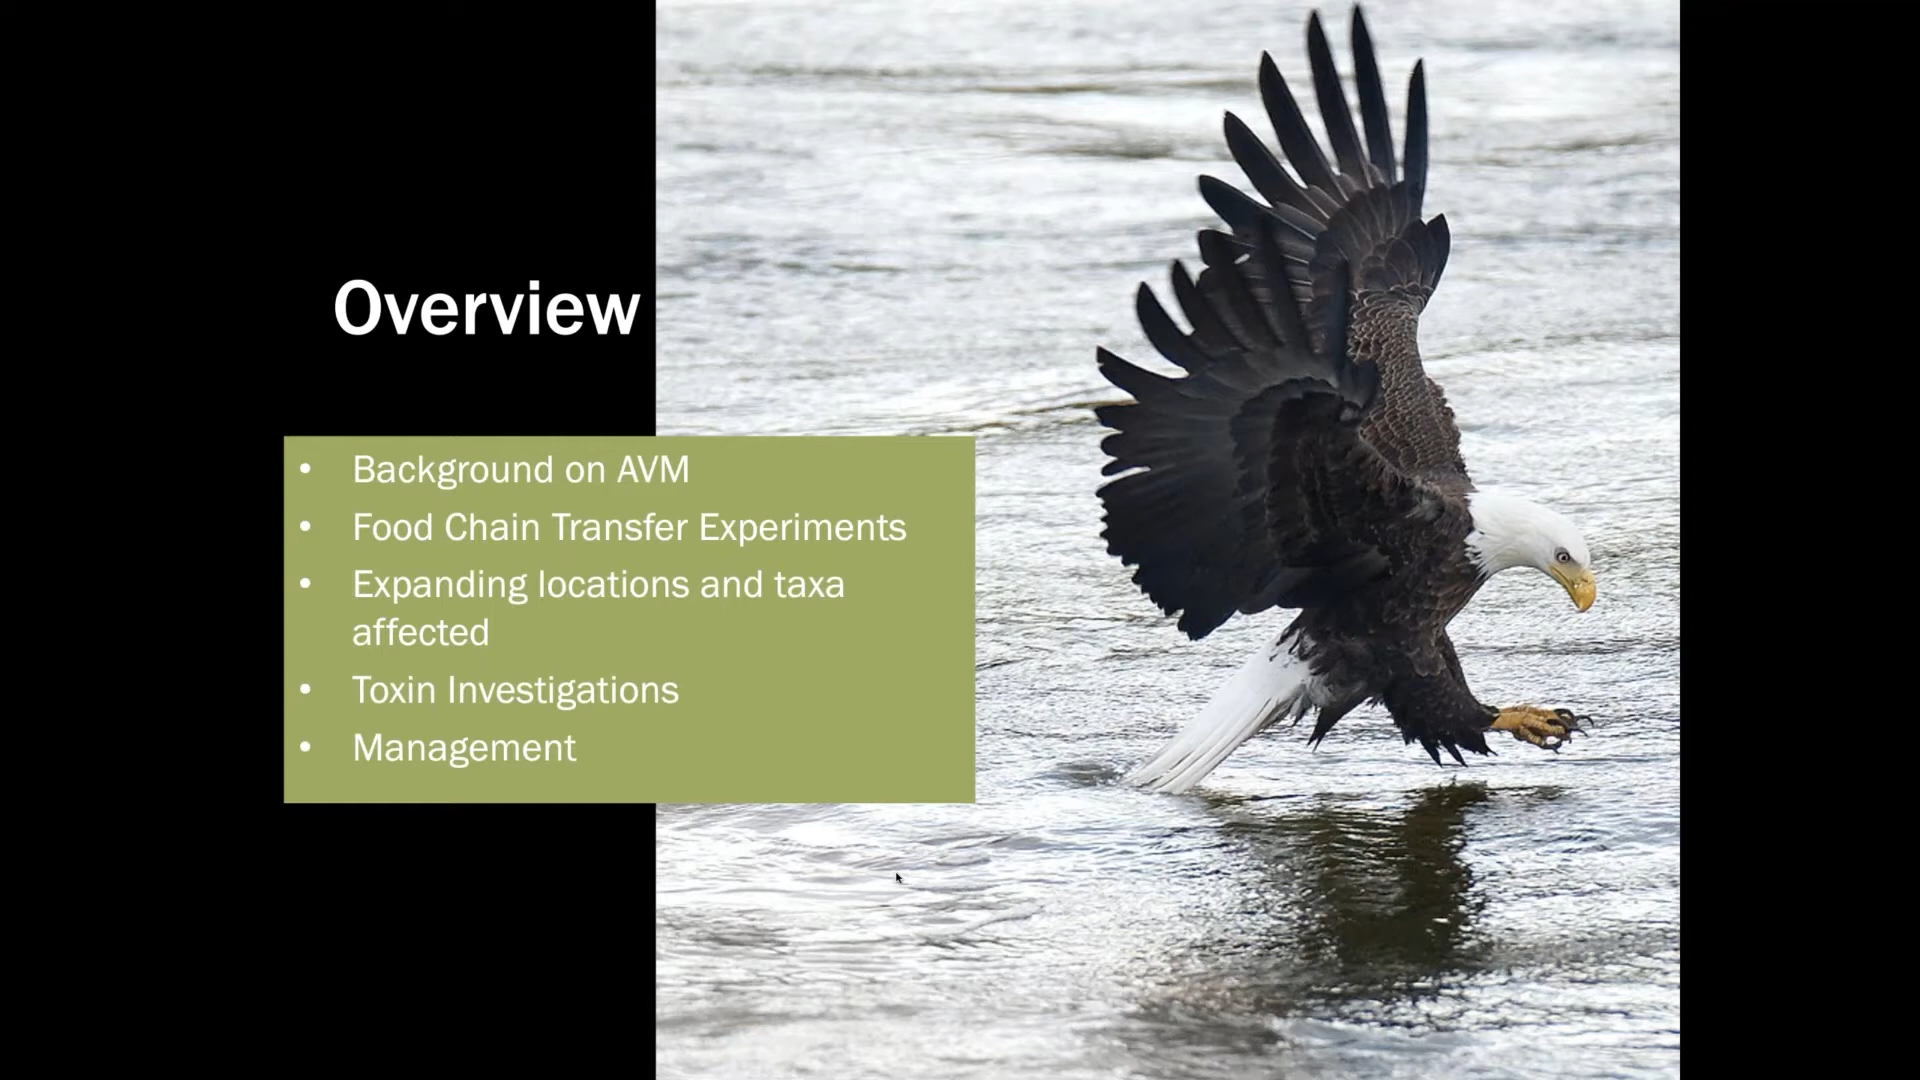 Overview
• Background on AVM
• Food Chain Transfer Experiments
• Expanding locations and taxa
affected
• Toxin Investigations
• Management